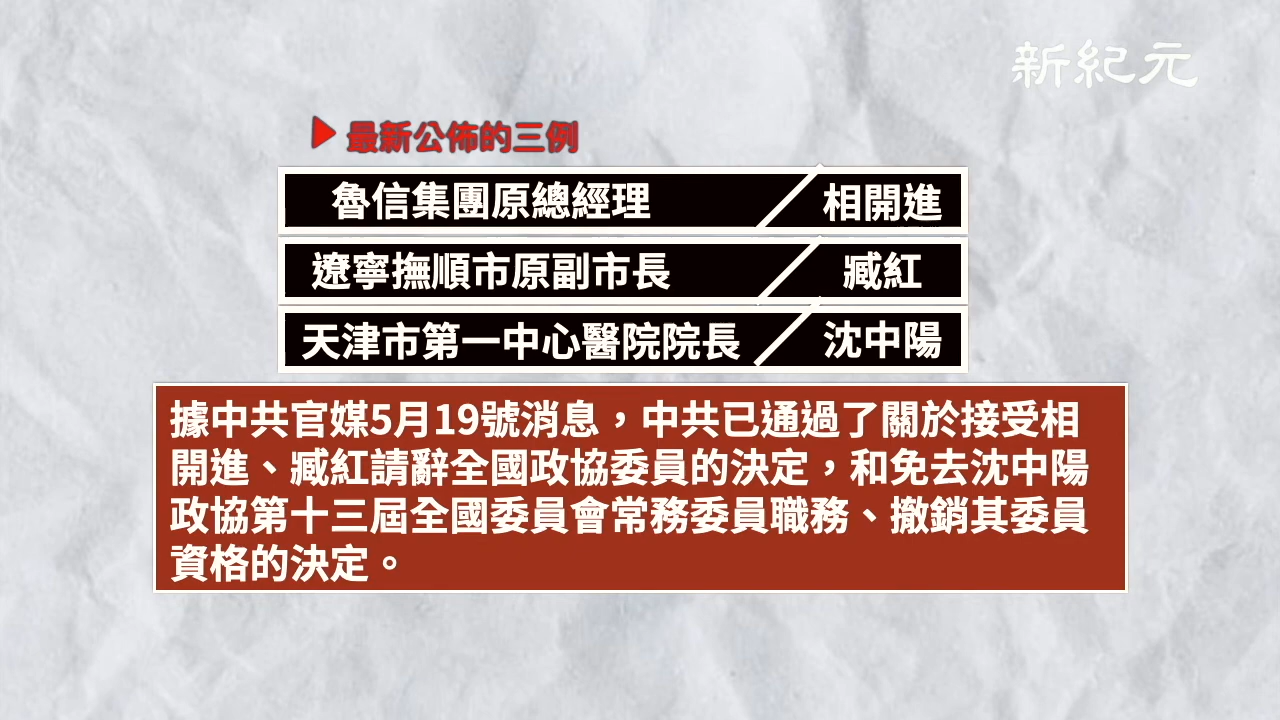 新紀元
最新公佈的三例
魯信集團原總經理 相開進
遼寧撫順市原副市長 臧紅
天津市第一中心醫院院長 沈中陽
據中共官媒5月19號消息，中共已通過了關於接受相
開進、臧紅請辭全國政協委員的決定，和免去沈中陽
政協第十三屆全國委員會常務委員職務、撤銷其委員
資格的決定。